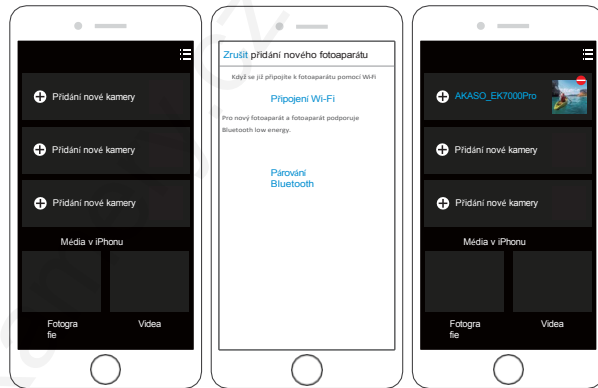 Přidání nové kamery
Přidání nové kamery
Přidání nové kamery
Média v iPhonu
Fotogra
fie
Videa
Zrušit přidání nového fotoaparátu
Když se již připojíte k fotoaparátu pomocí WiFi
Připojení Wi-Fi
Pro nový fotoaparát a fotoaparát podporuje
Bluetooth low energy.
Párování
Bluetooth
AKASO_EK7000Pro
Přidání nové kamery
Přidání nové kamery
Média v iPhonu
Fotogra
fie
Videa